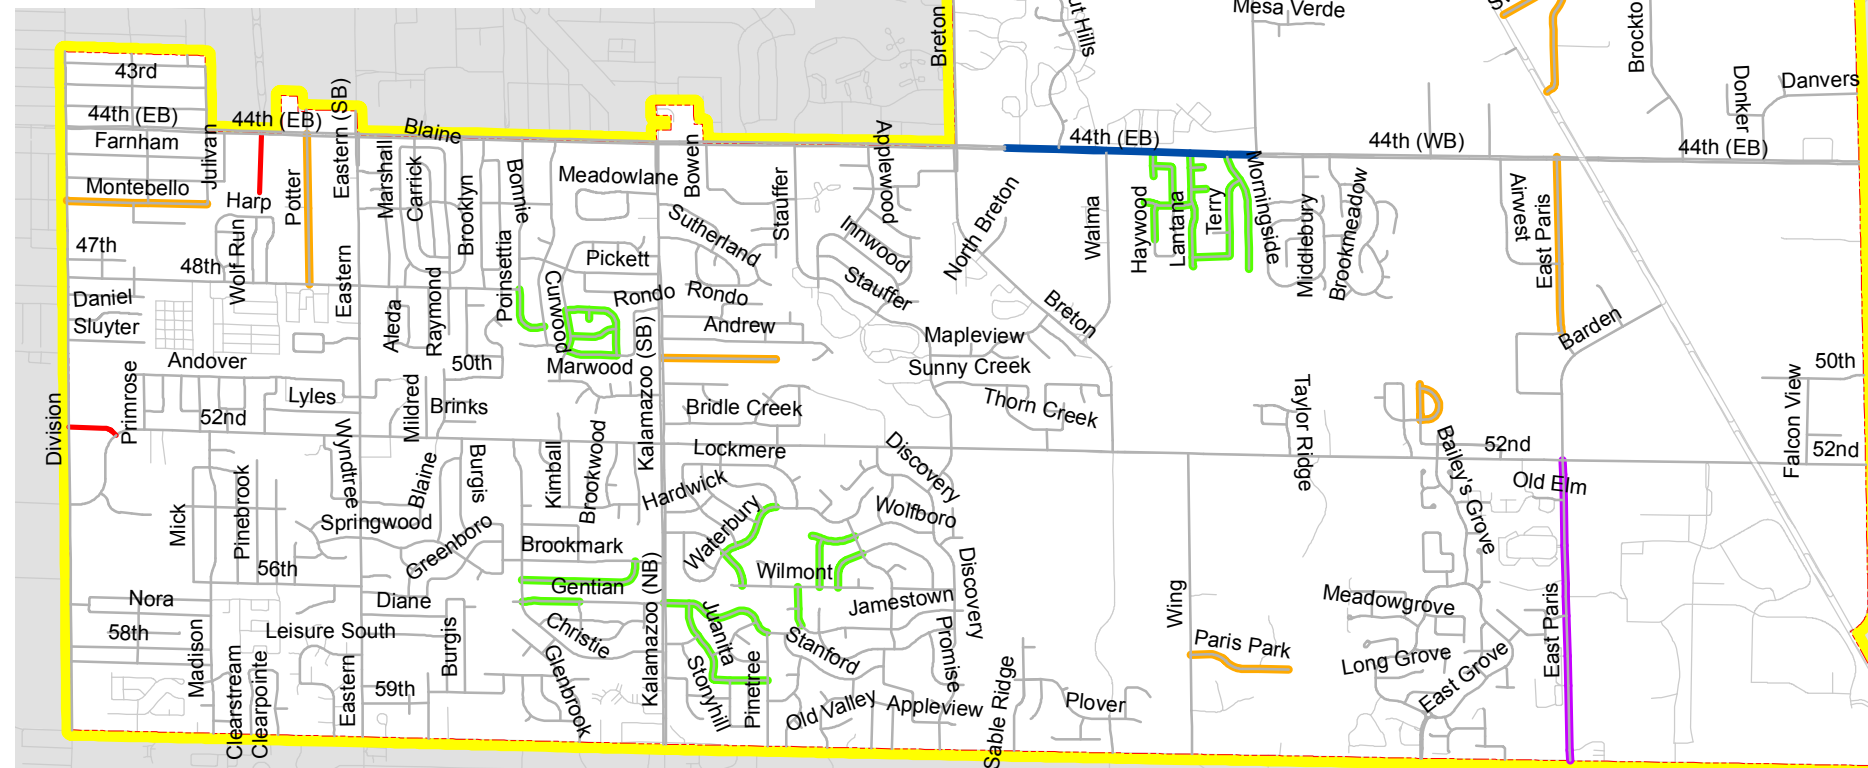 Mesa Verde
Breton
Brockto
Donker
Danvers
43rd
44th (EB)
44th (EB)
Eastern (SB)
Blaine
44th (EB)
44th (WB)
44th (EB)
Farnham
Julivan
Montebello
Harp
Potter
Marshall
Carrick
Brooklyn
Bonnie
Meadowlane
Bowen
Stauffer
Applewood
Sutherland
Innwood
North Breton
Walma
Haywood
Lantana
Terry
Morningside
Middlebury
Brookmeadow
Airwest
East Paris
47th
48th
Wolf Run
Eastern
Poinsettia
Pickett
Curwood
Rondo
Rondo
Stauffer
Breton
Daniel
Sluyter
Aleda
Raymond
Andrew
Mapleview
Barden
Andover
50th
Marwood
Kalamazoo (SB)
Sunny Creek
50th
Primrose
Lyles
Mildred
Brinks
Bridle Creek
Thorn Creek
Taylor Ridge
Falcon View
Division
52nd
Wyndtree
Lockmere
Discovery
52nd
52nd
Bailey's Grove
Old Elm
Mick
Pinebrook
Blaine
Burgis
Kimball
Brookwood
Hardwick
Waterbury
Wolfboro
Springwood
Greenboro
Brookmark
56th
Gentian
Wilmont
Discovery
Kalamazoo (NB)
Nora
Diane
Jamestown
Wing
Meadowgrove
East Paris
58th
Leisure South
Christie
Juanita
Stanford
Promise
Paris Park
Madison
Burgis
Long Grove
East Grove
Clearstream
Clearpointe
Eastern
59th
Glenbrook
Stonyhill
Pinetree
Old Valley
Appleview
Sable Ridge
Plover